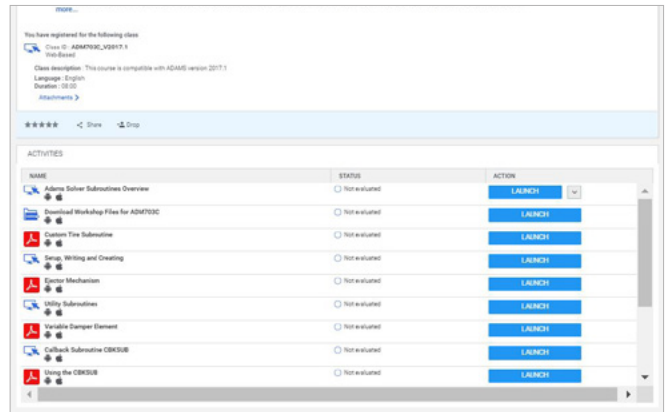 more...
You have registered for the following class
Class ID : ADM703C_V2017.1
Web-Based
Class description : This course is compatible with ADAMS version 2017.1
Language : English
Duration : 08:00
Attachments
Share Drop
ACTIVITIES
NAME STATUS ACTION
Adams Solver Subroutines Overview Not evaluated LAUNCH
Download Workshop Files for ADM703C Not evaluated LAUNCH
Custom Tire Subroutine Not evaluated LAUNCH
Setup, Writing and Creating Not evaluated LAUNCH
Ejector Mechanism Not evaluated LAUNCH
Utility Subroutines Not evaluated LAUNCH
Variable Damper Element Not evaluated LAUNCH
Callback Subroutine CBKSUB Not evaluated LAUNCH
Using the CBKSUB Not evaluated LAUNCH